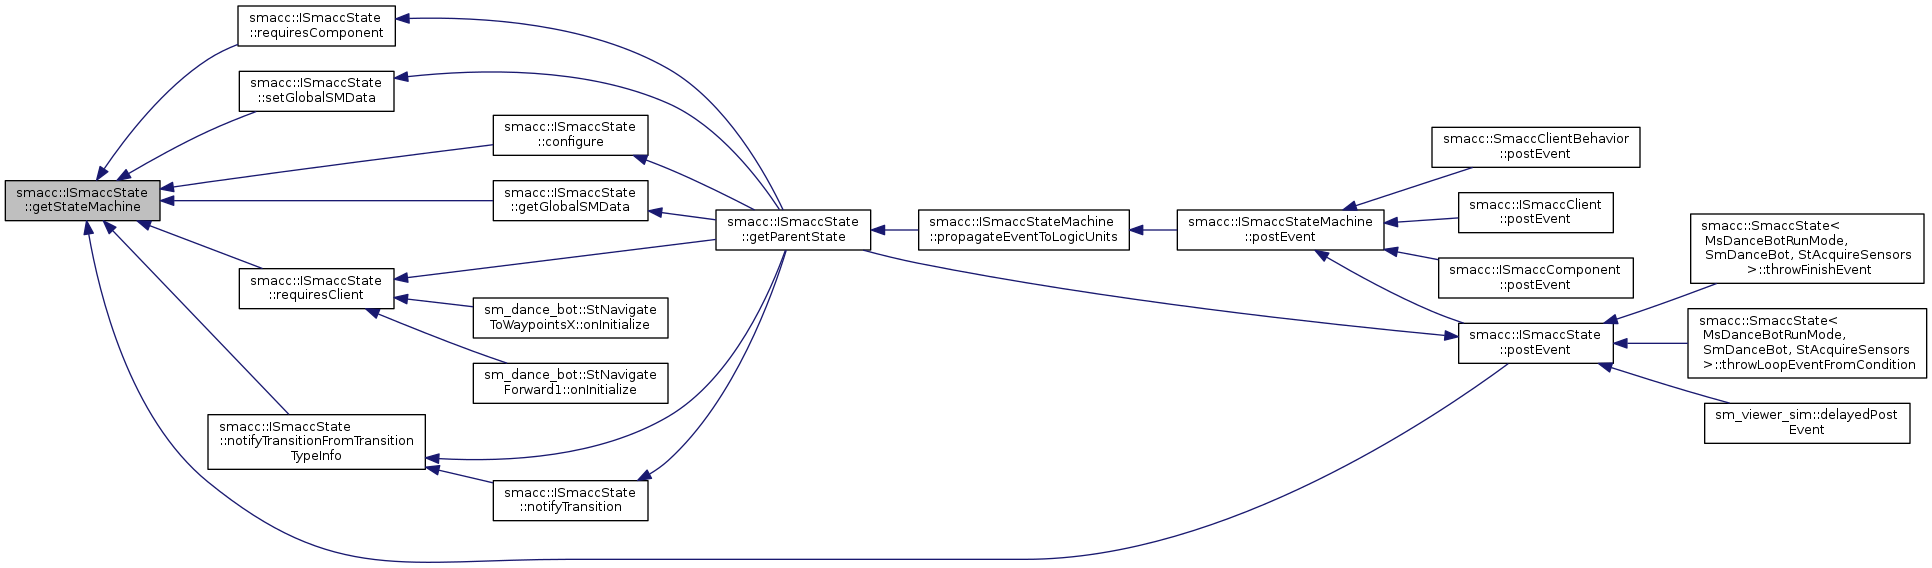 smacc::ISmaccState
::requiresComponent
smacc::ISmaccState
::setGlobalSMData
smacc::ISmaccState
::configure
smacc::ISmaccState
::getStateMachine
smacc::ISmaccState
::getGlobalSMData
smacc::ISmaccState
::getParentState
smacc::ISmaccStateMachine
::propagateEventToLogicUnits
smacc::ISmaccStateMachine
::postEvent
smacc::SmaccClientBehavior
::postEvent
smacc::ISmaccClient
::postEvent
smacc::ISmaccComponent
::postEvent
smacc::SmaccState<
MsDanceBotRunMode,
SmDanceBot, StAcquireSensors
>::throwFinishEvent
smacc::ISmaccState
::requiresClient
sm_dance_bot::StNavigate
ToWaypointsX::onInitialize
sm_dance_bot::StNavigate
Forward1::onInitialize
smacc::ISmaccState
::postEvent
smacc::SmaccState<
MsDanceBotRunMode,
SmDanceBot, StAcquireSensors
>::throwLoopEventFromCondition
sm_viewer_sim::delayedPost
Event
smacc::ISmaccState
::notifyTransitionFromTransition
TypeInfo
smacc::ISmaccState
::notifyTransition